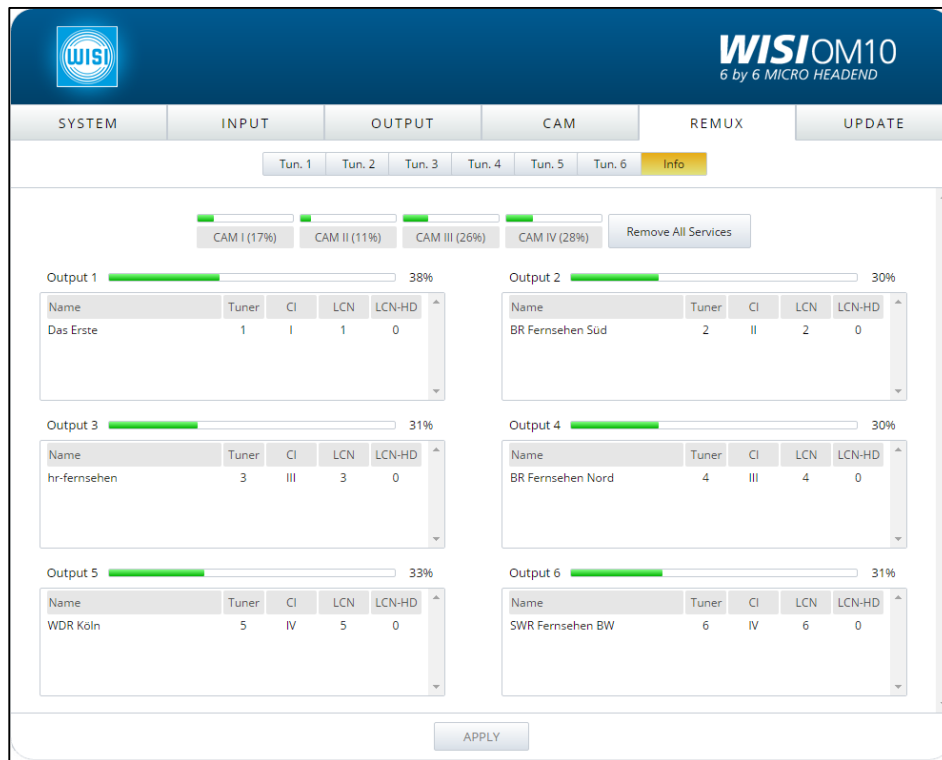 WISI
WISI OM10
6 by 6 MICRO HEADEND
SYSTEM INPUT OUTPUT CAM REMUX UPDATE
Tun. 1 Tun. 2 Tun. 3 Tun. 4 Tun. 5 Tun. 6 Info
CAM I (17%) CAM II (11%) CAM III (26%) CAM IV (28%) Remove All Services
Output 1 38%
Name Tuner CI LCN LCN-HD
Das Erste 1 I 1 0
Output 2 30%
Name Tuner CI LCN LCN-HD
BR Fernsehen Süd 2 II 2 0
Output 3 31%
Name Tuner CI LCN LCN-HD
hr-fernsehen 3 III 3 0
Output 4 30%
Name Tuner CI LCN LCN-HD
BR Fernsehen Nord 4 III 4 0
Output 5 33%
Name Tuner CI LCN LCN-HD
WDR Köln 5 IV 5 0
Output 6 31%
Name Tuner CI LCN LCN-HD
SWR Fernsehen BW 6 IV 6 0
APPLY